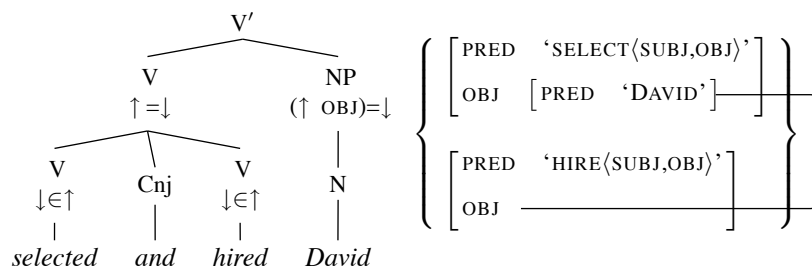 V′
V NP
↑=↓ (↑ OBJ)=↓
V Cnj V N
↓∈↑ ↓∈↑
selected and hired David
PRED ‘SELECT⟨SUBJ,OBJ⟩’
OBJ [PRED ‘DAVID’]
PRED ‘HIRE⟨SUBJ,OBJ⟩’
OBJ